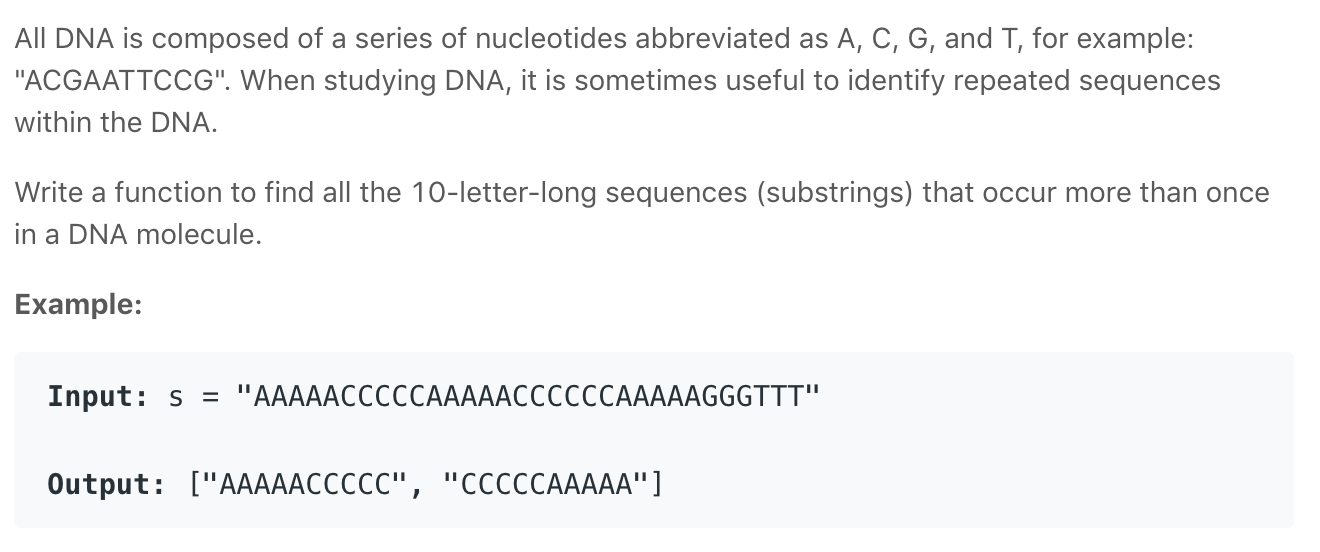 All DNA is composed of a series of nucleotides abbreviated as A, C, G, and T, for example:
"ACGAATTCCG". When studying DNA, it is sometimes useful to identify repeated sequences
within the DNA.
Write a function to find all the 10-letter-long sequences (substrings) that occur more than once
in a DNA molecule.
Example:
Input: s = "AAAAACCCCCAAAAACCCCCCAAAAAGGGTTT"
Output: ["AAAAACCCCC", "CCCCCAAAAA"]